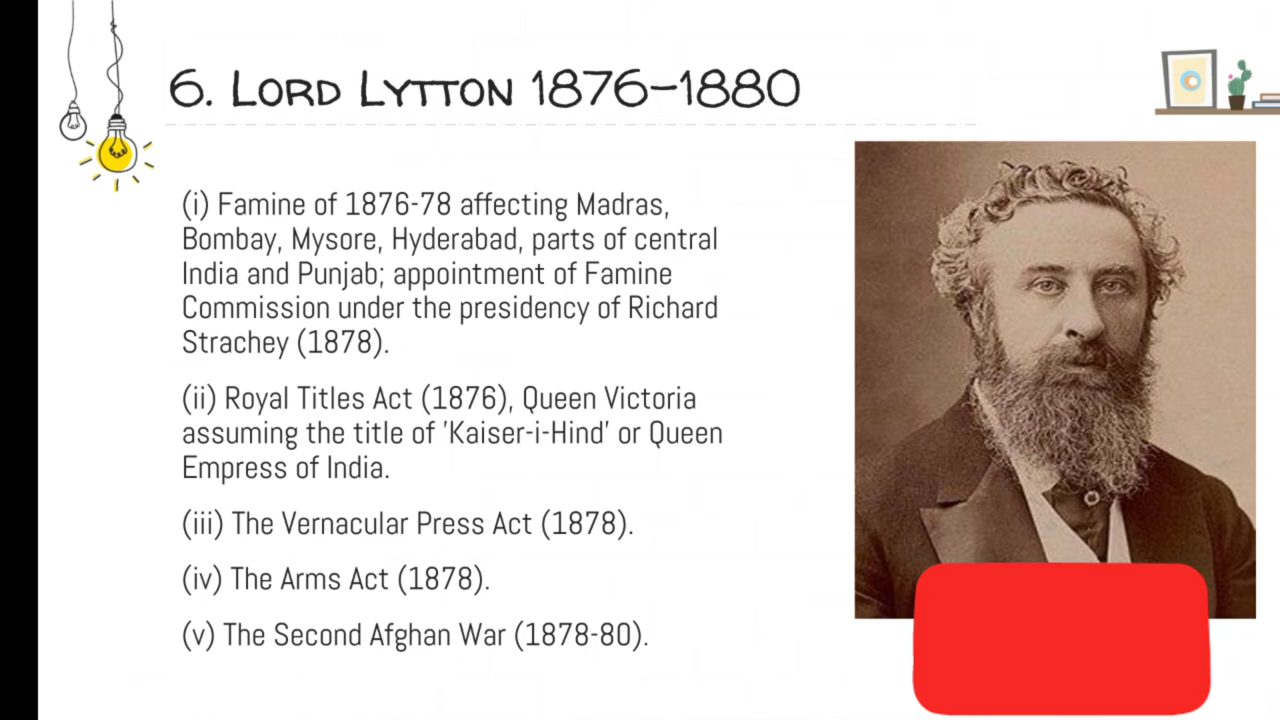 6. Lord Lytton 1876–1880
(i) Famine of 1876-78 affecting Madras,
Bombay, Mysore, Hyderabad, parts of central
India and Punjab; appointment of Famine
Commission under the presidency of Richard
Strachey (1878).
(ii) Royal Titles Act (1876), Queen Victoria
assuming the title of 'Kaiser-i-Hind' or Queen
Empress of India.
(iii) The Vernacular Press Act (1878).
(iv) The Arms Act (1878).
(v) The Second Afghan War (1878-80).